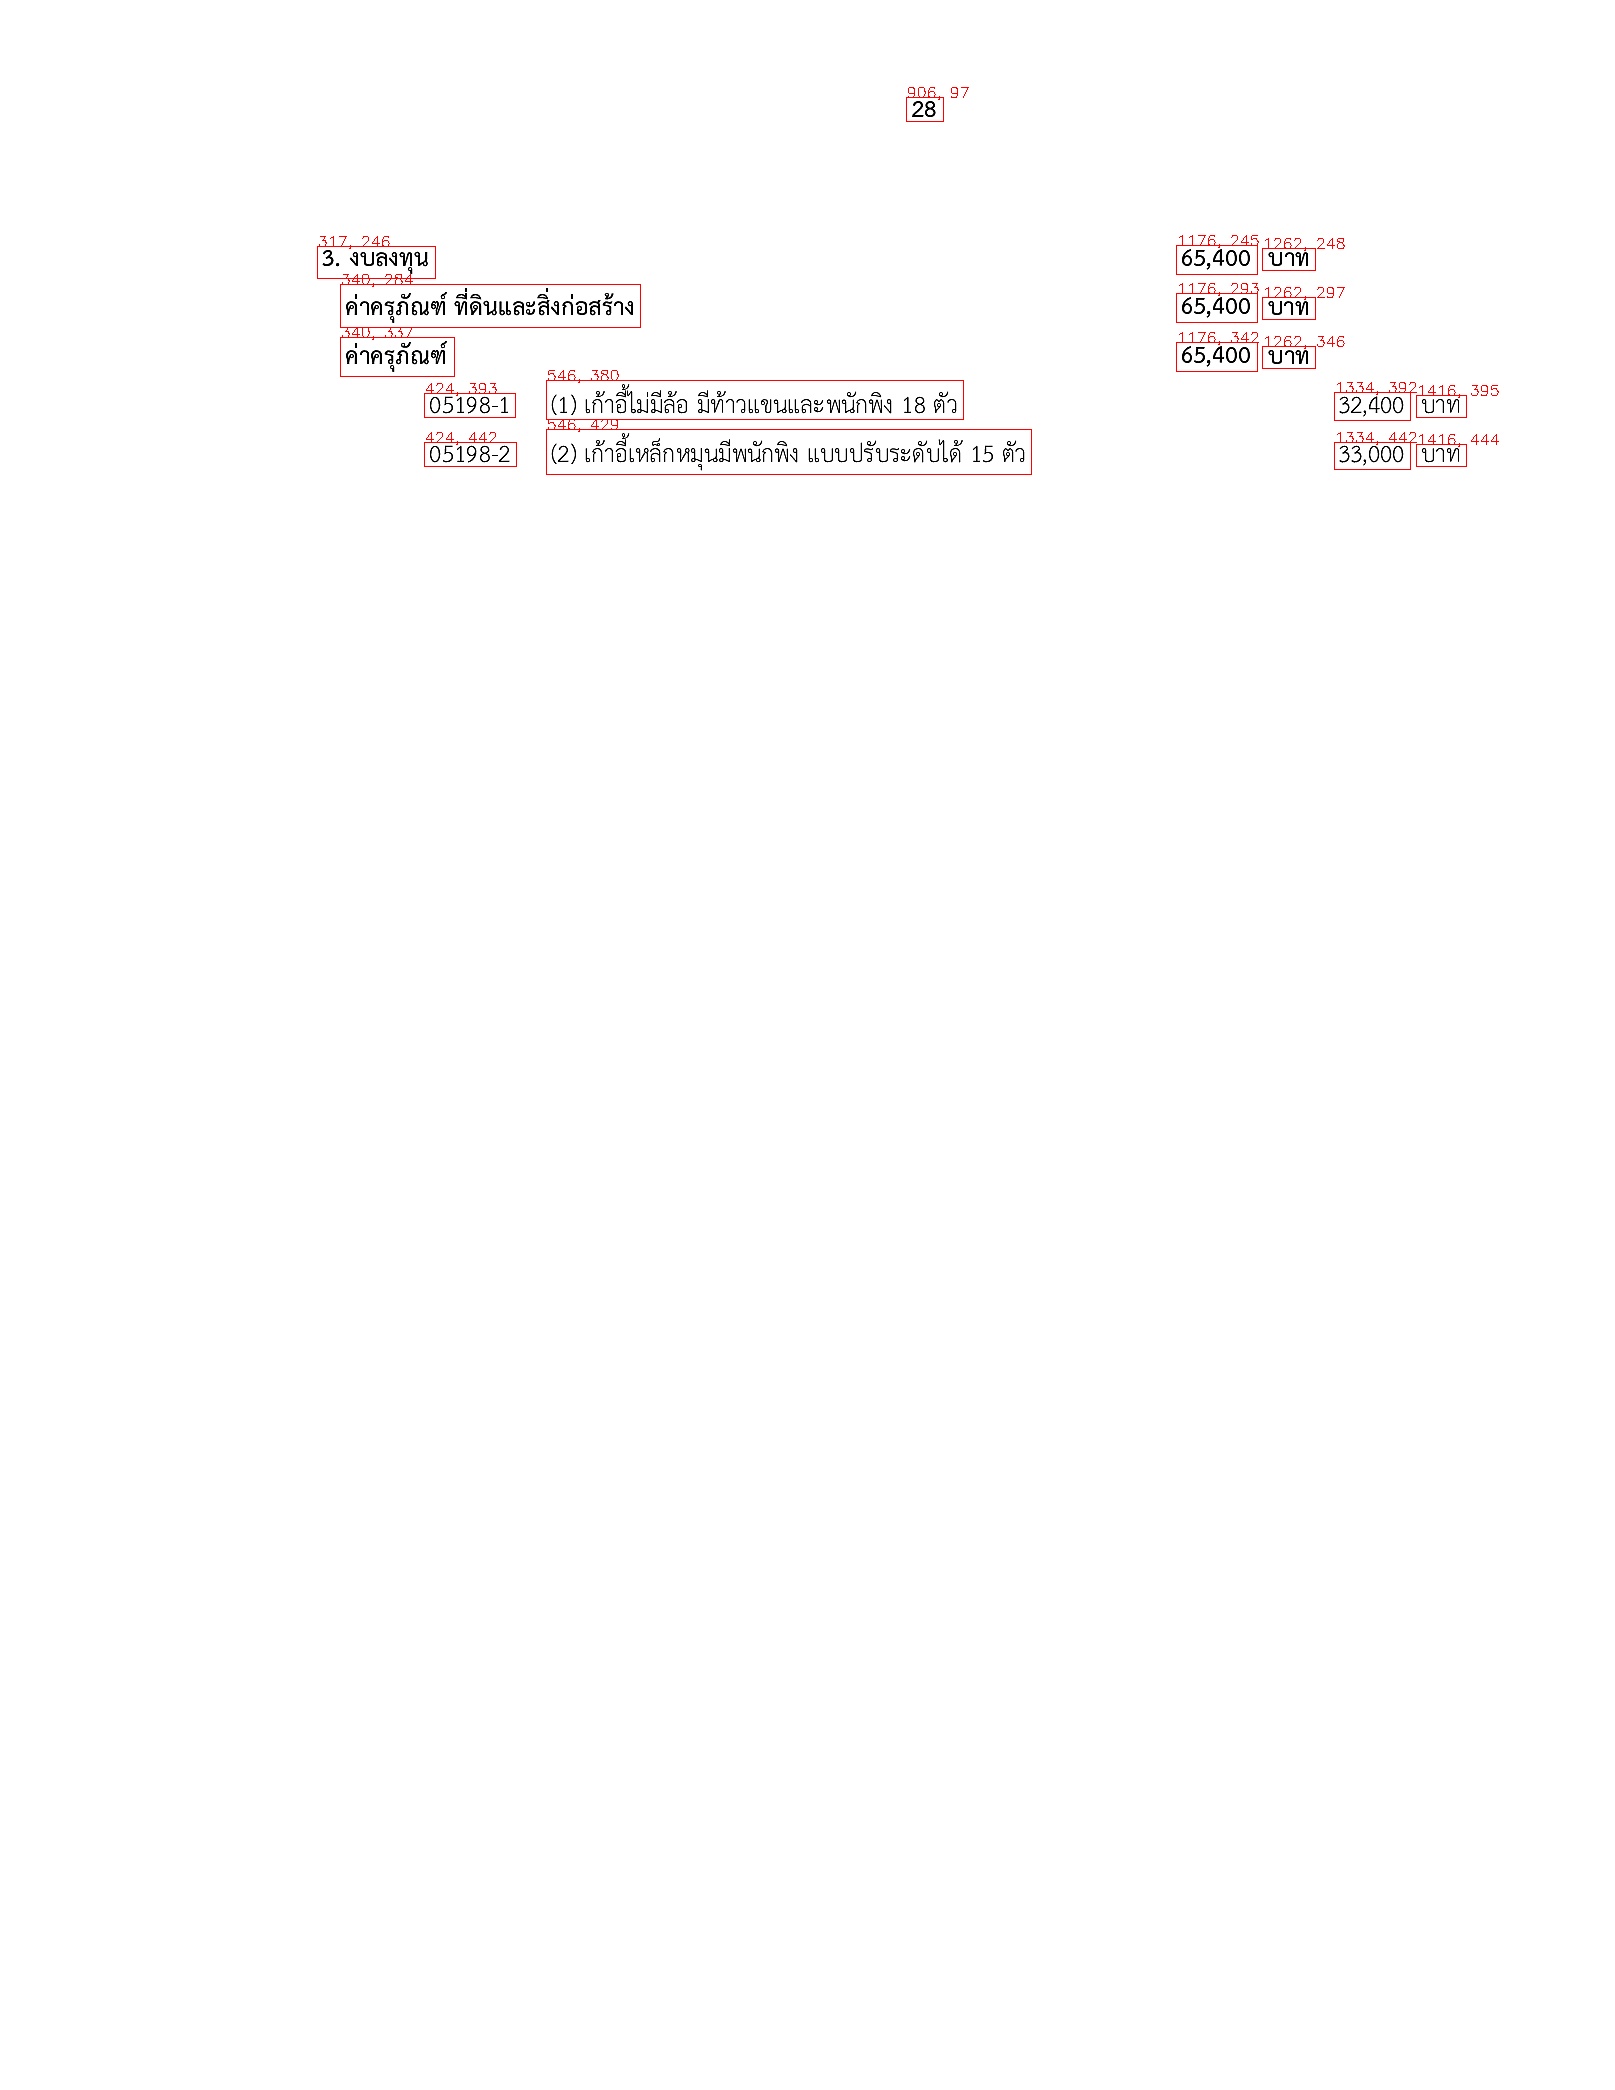 906, 97
28
317, 246 1176, 245 1262, 248
3. งบลงทุน 65,400 บาท
340, 284 1176, 293 1262, 297
ค่าครุภัณฑ์ ที่ดินและสิ่งก่อสร้าง 65,400 บาท
340, 337 1176, 342 1262, 346
ค่าครุภัณฑ์ 65,400 บาท
424, 393 546, 380 1334, 392 1416, 395
05198-1 (1) เก้าอี้ไม่มีล้อ มีท้าวแขนและพนักพิง 18 ตัว 32,400 บาท
424, 442 546, 429 1334, 442 1416, 444
05198-2 (2) เก้าอี้เหล็กหมุนมีพนักพิง แบบปรับระดับได้ 15 ตัว 33,000 บาท